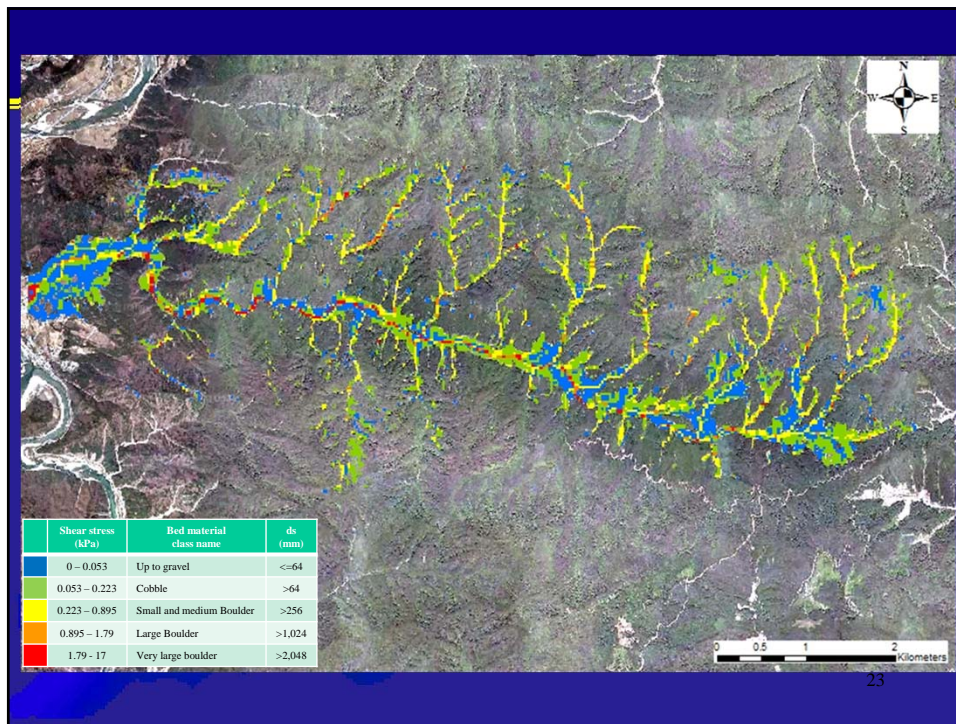 N
W E
S
Shear stress Bed material ds
(kPa) class name (mm)
0 – 0.053 Up to gravel <=64
0.053 – 0.223 Cobble >64
0.223 – 0.895 Small and medium Boulder >256
0.895 – 1.79 Large Boulder >1,024
1.79 - 17 Very large boulder >2,048
0 0.5 1 2
Kilometers
23